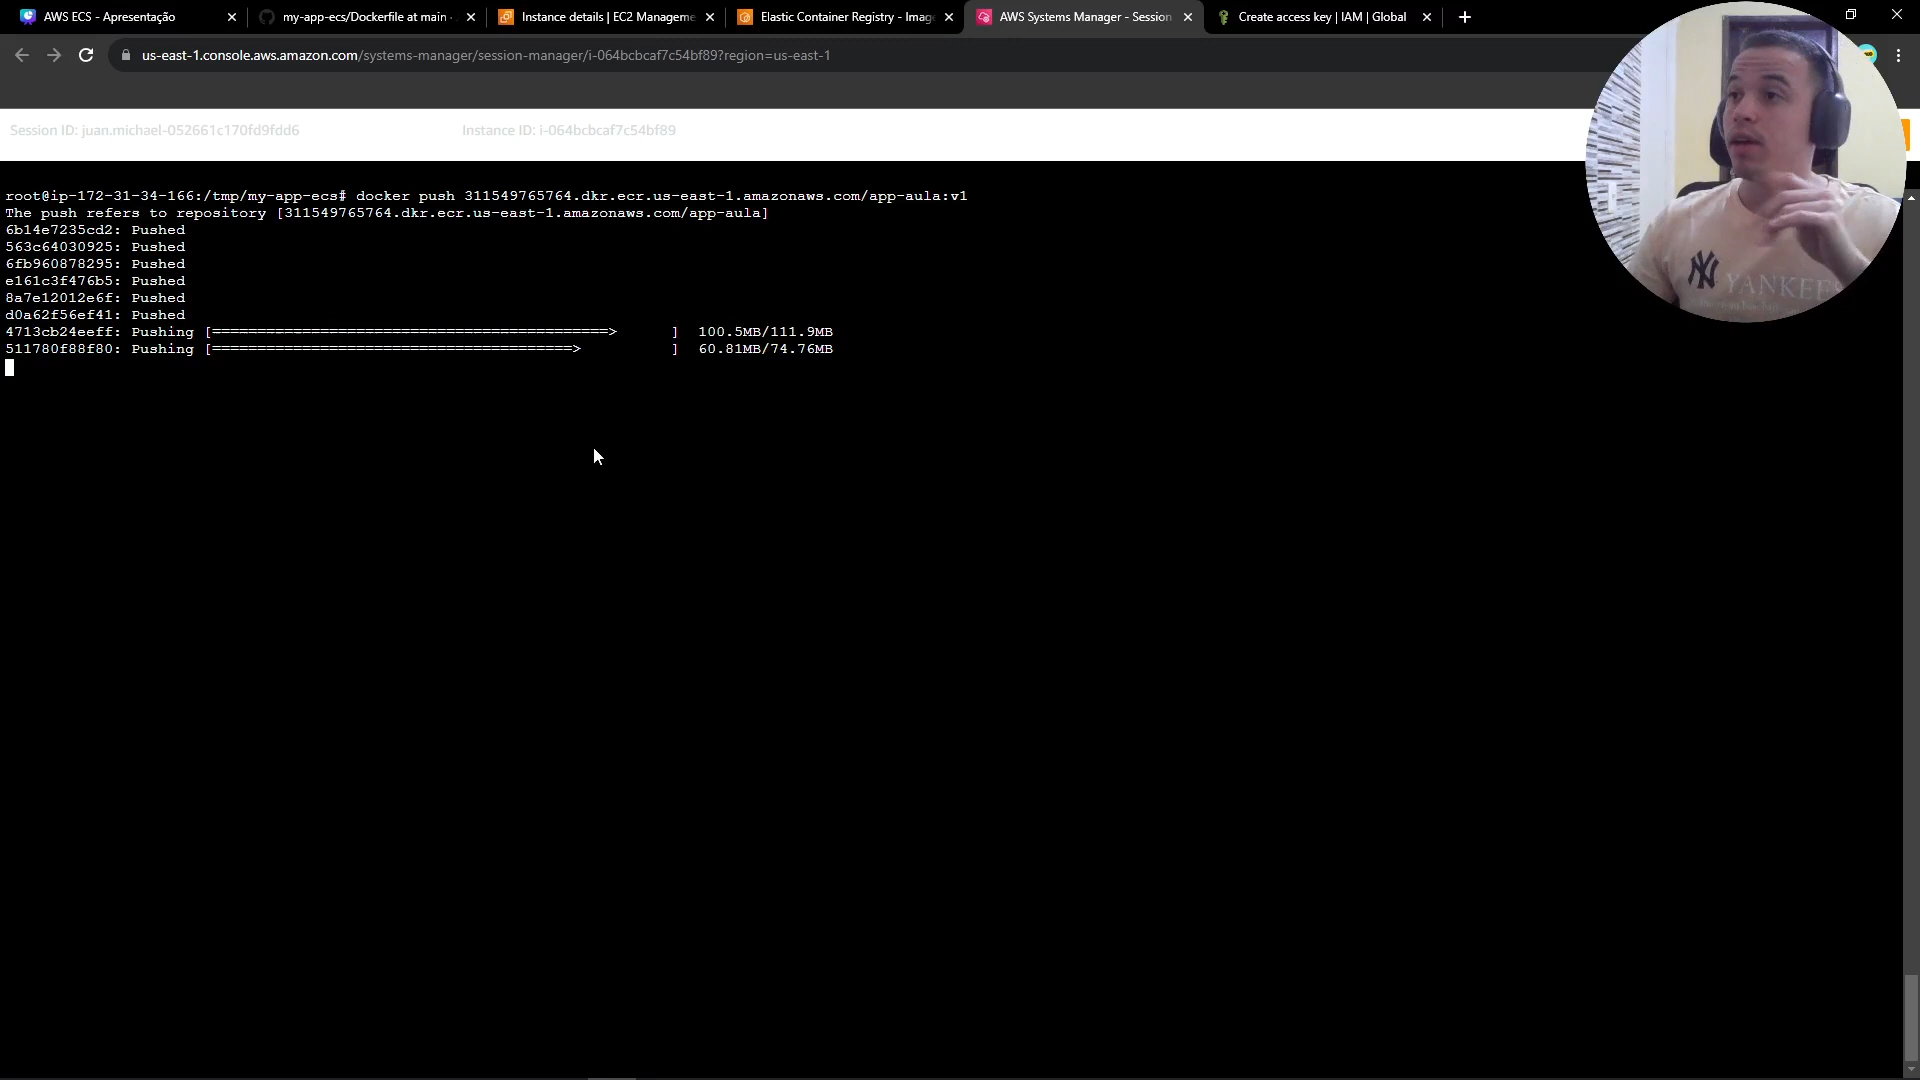 AWS ECS - Apresentação
my-app-ecs/Dockerfile at main
Instance details | EC2 Manageme
Elastic Container Registry - Imag
AWS Systems Manager - Session
Create access key | IAM | Global
us-east-1.console.aws.amazon.com/systems-manager/session-manager/i-064bcbcaf7c54bf89?region=us-east-1
Session ID: juan.michael-052661c170fd9fdd6
Instance ID: i-064bcbcaf7c54bf89
root@ip-172-31-34-166:/tmp/my-app-ecs# docker push 311549765764.dkr.ecr.us-east-1.amazonaws.com/app-aula:v1
The push refers to repository [311549765764.dkr.ecr.us-east-1.amazonaws.com/app-aula]
6b14e7235cd2: Pushed
563c64030925: Pushed
6fb960878295: Pushed
e161c3f476b5: Pushed
8a7e12012e6f: Pushed
d0a62f56ef41: Pushed
4713cb24eeff: Pushing [============================================>      ]  100.5MB/111.9MB
511780f88f80: Pushing [========================================>          ]  60.81MB/74.76MB
NY YANKEES